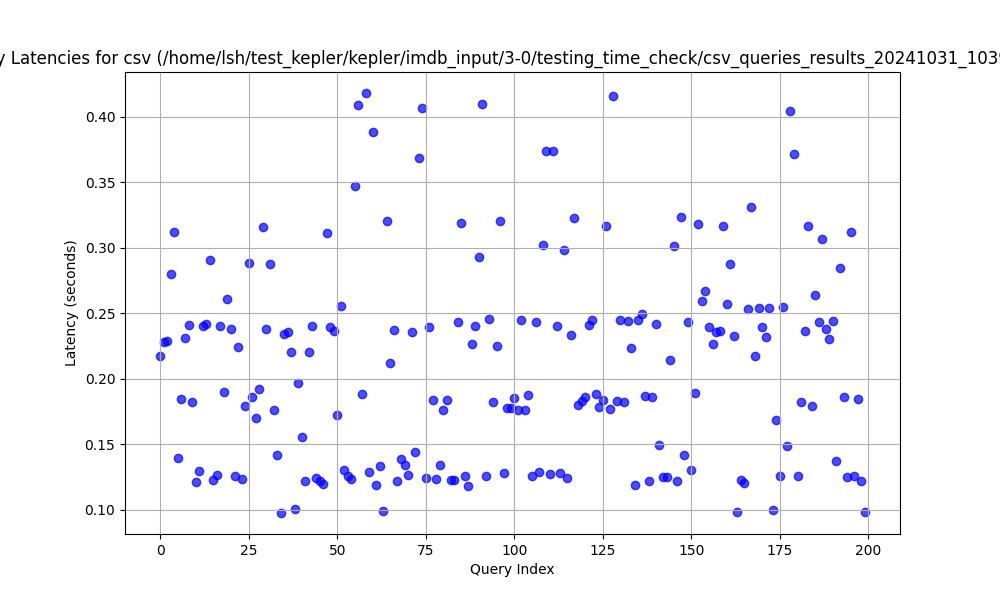 y Latencies for csv (/home/lsh/test_kepler/kepler/imdb_input/3-0/testing_time_check/csv_queries_results_20241031_1039
0.40
0.35
0.30
0.25
0.20
0.15
0.10
Latency (seconds)
0 25 50 75 100 125 150 175 200
Query Index